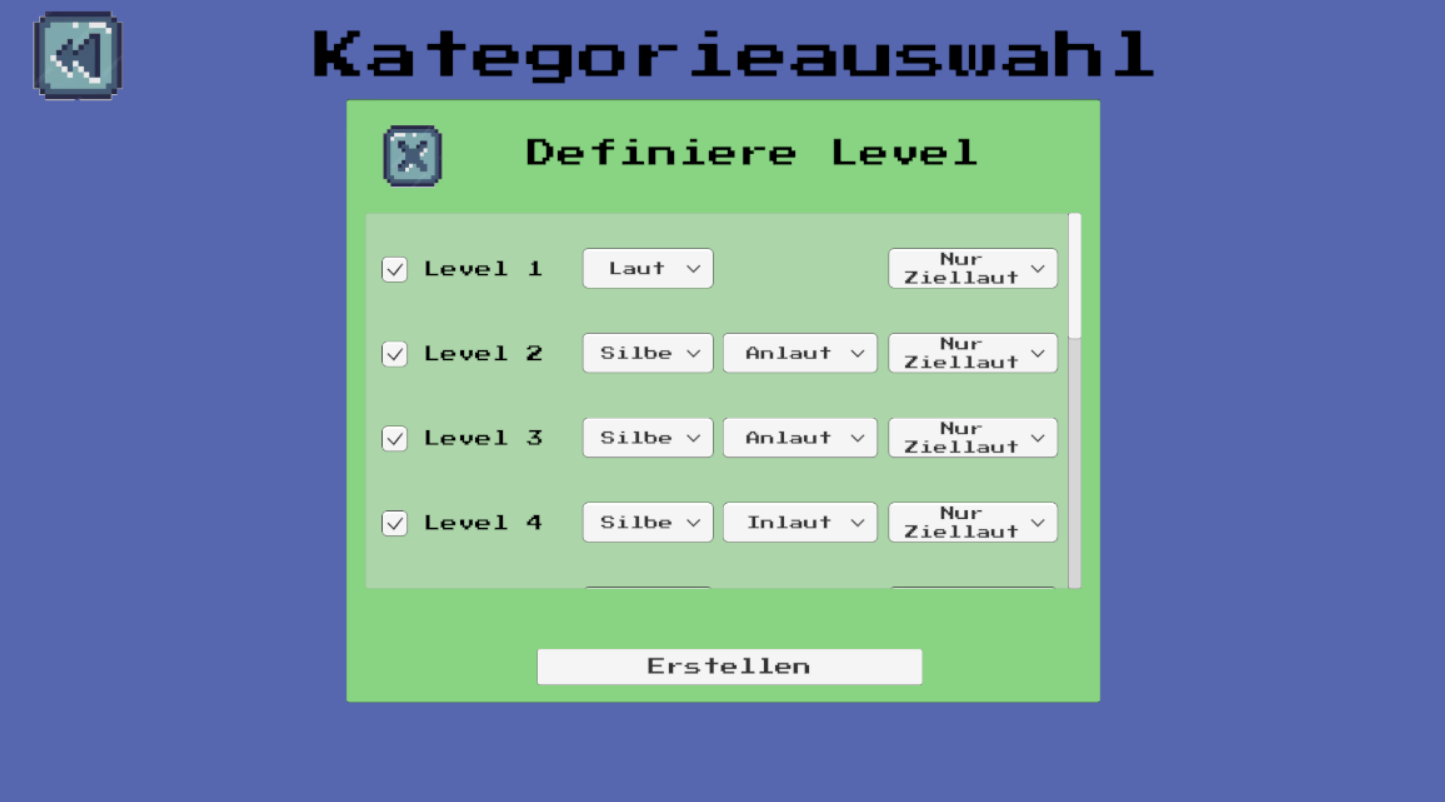 Kategorieauswahl
Definiere Level
Level 1 Laut Nur Ziellaut
Level 2 Silbe Anlaut Nur Ziellaut
Level 3 Silbe Anlaut Nur Ziellaut
Level 4 Silbe Inlaut Nur Ziellaut
Erstellen